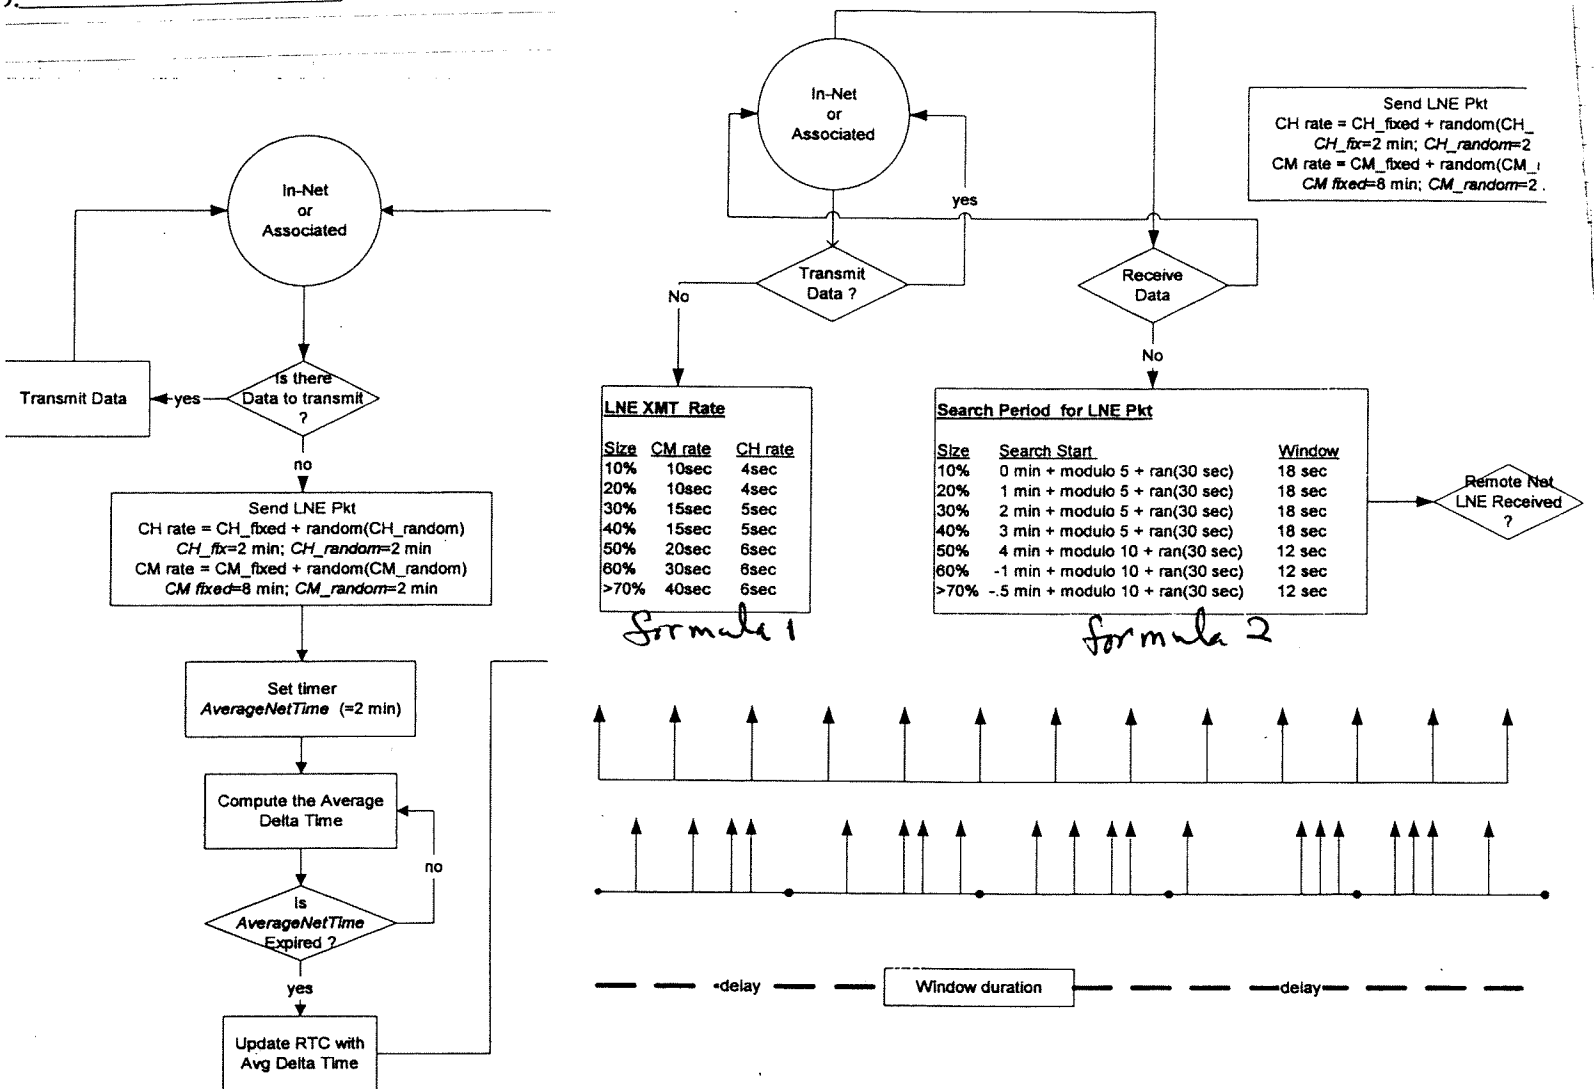 ).
In-Net
or
Associated
Is there
Data to transmit
?
yes
Transmit Data
no
Send LNE Pkt
CH rate = CH_fixed + random(CH_random)
CH_fix=2 min; CH_random=2 min
CM rate = CM_fixed + random(CM_random)
CM fixed=8 min; CM_random=2 min
Set timer
AverageNetTime (=2 min)
Compute the Average
Delta Time
no
Is
AverageNetTime
Expired ?
yes
Update RTC with
Avg Delta Time
In-Net
or
Associated
yes
Transmit
Data ?
No
Receive
Data
No
Send LNE Pkt
CH rate = CH_fixed + random(CH_
CH_fix=2 min; CH_random=2
CM rate = CM_fixed + random(CM_
CM fixed=8 min; CM_random=2
LNE XMT Rate
Size CM rate CH rate
10% 10sec 4sec
20% 10sec 4sec
30% 15sec 5sec
40% 15sec 5sec
50% 20sec 6sec
60% 30sec 6sec
>70% 40sec 6sec
formula 1
Search Period for LNE Pkt
Size Search Start Window
10% 0 min + modulo 5 + ran(30 sec) 18 sec
20% 1 min + modulo 5 + ran(30 sec) 18 sec
30% 2 min + modulo 5 + ran(30 sec) 18 sec
40% 3 min + modulo 5 + ran(30 sec) 18 sec
50% 4 min + modulo 10 + ran(30 sec) 12 sec
60% -1 min + modulo 10 + ran(30 sec) 12 sec
>70% -.5 min + modulo 10 + ran(30 sec) 12 sec
formula 2
Remote Net
LNE Received
?
delay
Window duration
delay